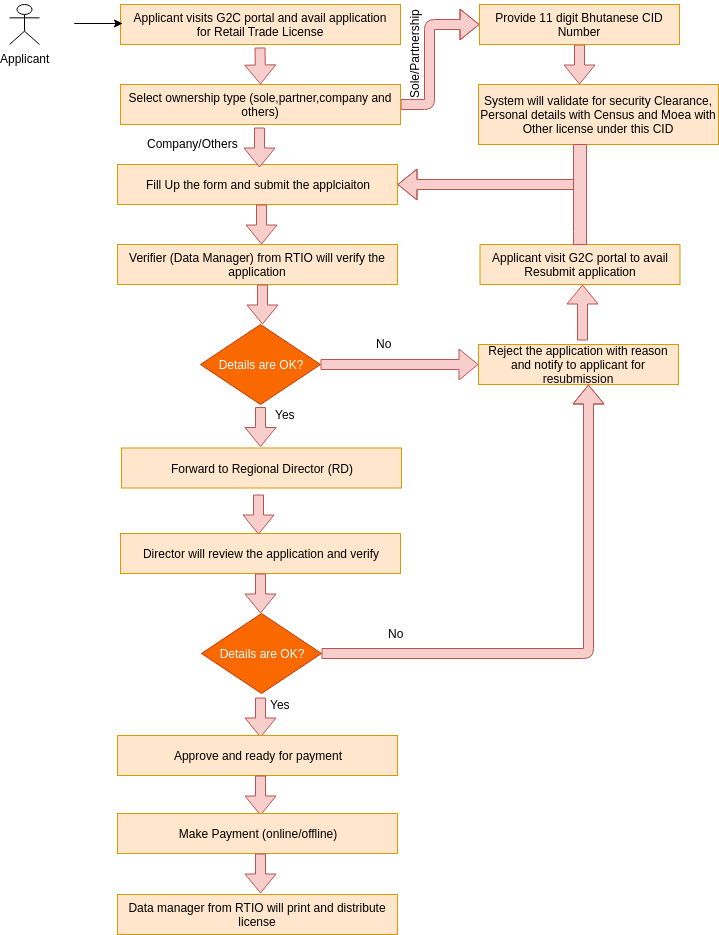 Applicant
Applicant visits G2C portal and avail application
for Retail Trade License
Select ownership type (sole,partner,company and
others)
Sole/Partnership
Provide 11 digit Bhutanese CID
Number
System will validate for security Clearance,
Personal details with Census and Moea with
Other license under this CID
Company/Others
Fill Up the form and submit the applciaiton
Verifier (Data Manager) from RTIO will verify the
application
Applicant visit G2C portal to avail
Resubmit application
Details are OK?
No
Reject the application with reason
and notify to applicant for
resubmission
Yes
Forward to Regional Director (RD)
Director will review the application and verify
Details are OK?
No
Yes
Approve and ready for payment
Make Payment (online/offline)
Data manager from RTIO will print and distribute
license